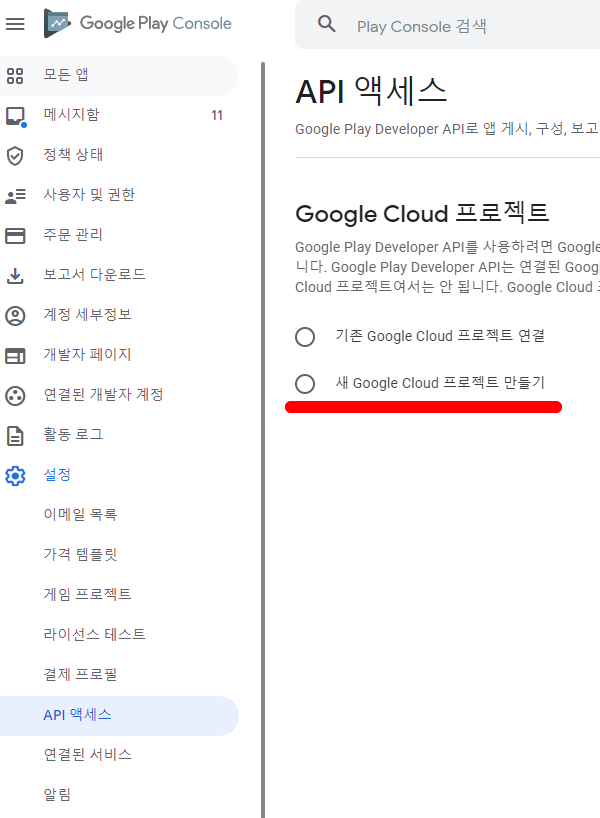 Google Play Console
Play Console 검색
모든 앱
메시지함 11
정책 상태
사용자 및 권한
주문 관리
보고서 다운로드
계정 세부정보
개발자 페이지
연결된 개발자 계정
활동 로그
설정
이메일 목록
가격 템플릿
게임 프로젝트
라이선스 테스트
결제 프로필
API 액세스
연결된 서비스
알림
API 액세스
Google Play Developer API로 앱 게시, 구성, 보고
Google Cloud 프로젝트
Google Play Developer API를 사용하려면 Google
니다. Google Play Developer API는 연결된 Goog
Cloud 프로젝트여서는 안 됩니다. Google Cloud
기존 Google Cloud 프로젝트 연결
새 Google Cloud 프로젝트 만들기